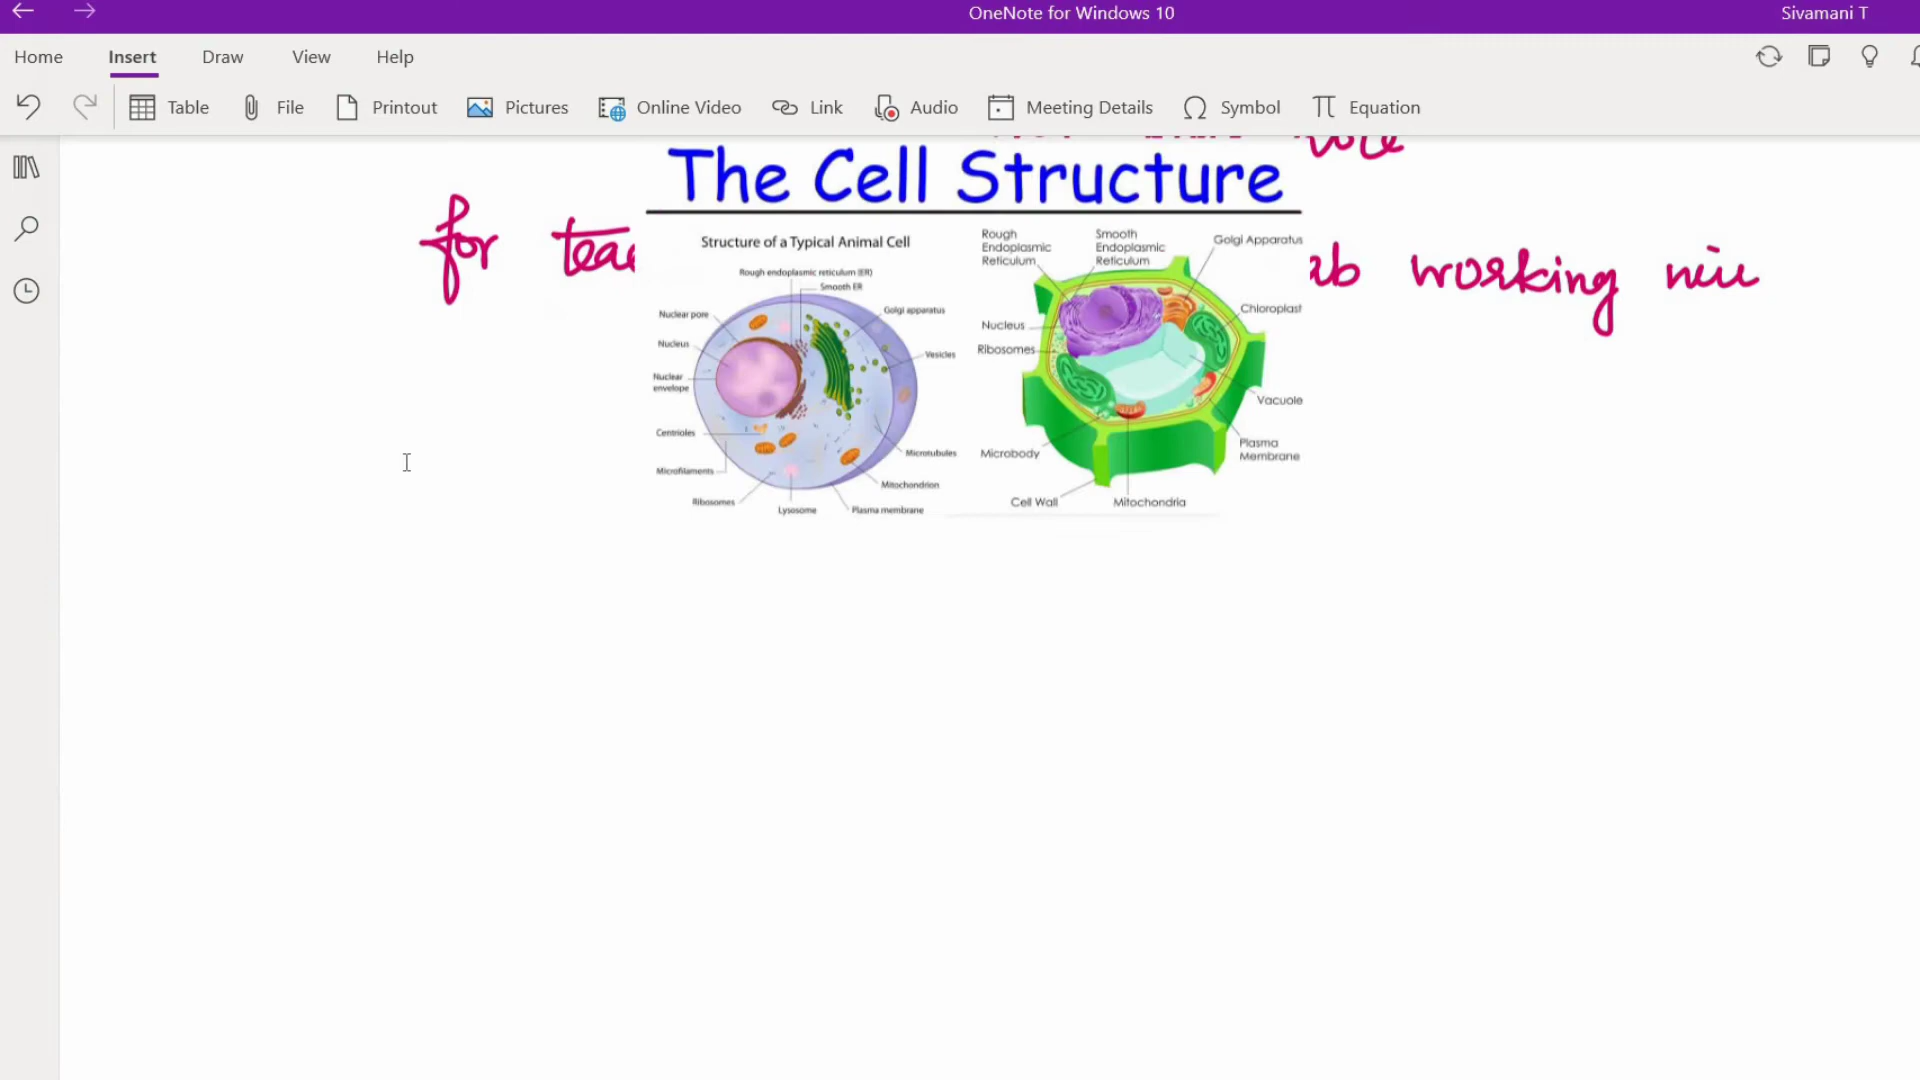 OneNote for Windows 10
Sivamani T
Home Insert Draw View Help
Table File Printout Pictures Online Video Link Audio Meeting Details Symbol Equation
The Cell Structure
for
working
Structure of a Typical Animal Cell
Rough endoplasmic reticulum (ER)
Smooth ER
Nuclear pore
Golgi apparatus
Nucleus
Vesicles
Nuclear
envelope
Centrioles
Microtubules
Microfilaments
Mitochondrion
Ribosomes
Lysosome
Plasma membrane
Rough
Endoplasmic
Reticulum
Smooth
Endoplasmic
Reticulum
Golgi Apparatus
Chloroplast
Nucleus
Ribosomes
Vacuole
Plasma
Membrane
Microbody
Cell Wall
Mitochondria